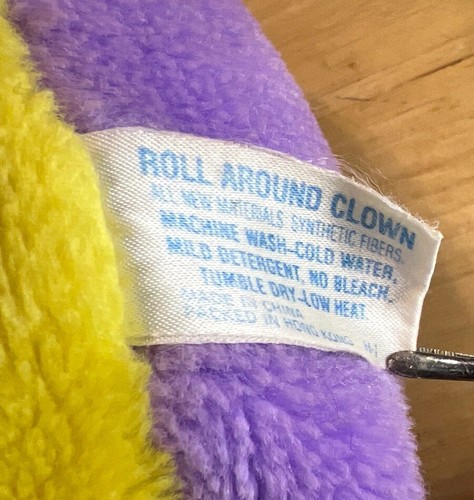 ROLL AROUND CLOWN
ALL NEW MATERIALS SYNTHETIC FIBERS.
MACHINE WASH-COLD WATER.
MILD DETERGENT. NO BLEACH.
TUMBLE DRY-LOW HEAT.
MADE IN CHINA
PACKED IN HONG KONG